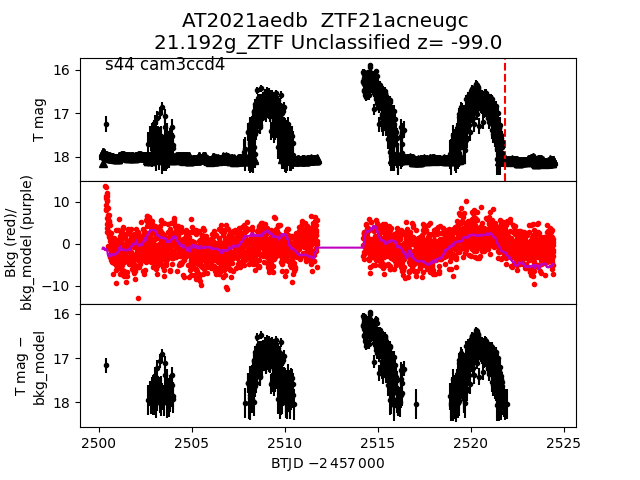 AT2021aedb  ZTF21acneugc
21.192g_ZTF Unclassified z= -99.0
s44 cam3ccd4
T mag
16
17
18
Bkg (red)/
bkg_model (purple)
10
0
−10
T mag −
bkg_model
16
17
18
2500
2505
2510
2515
2520
2525
BTJD −2 457 000